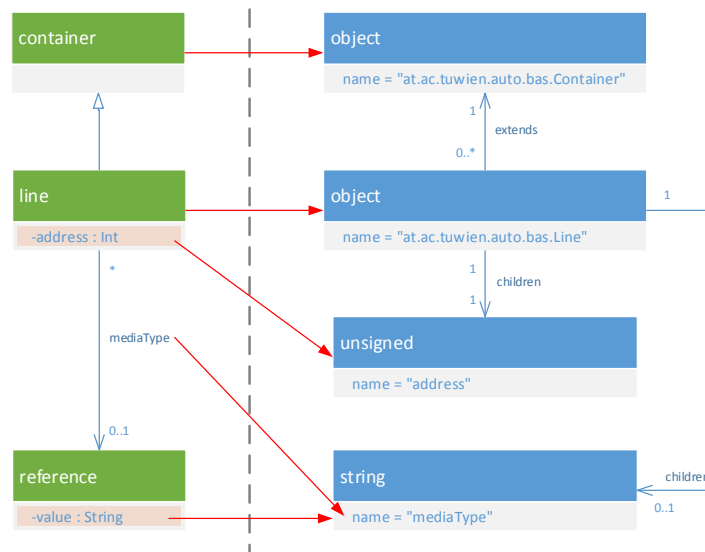 container
object
name = "at.ac.tuwien.auto.bas.Container"
1
extends
0..*
line
object
1
-address : Int
name = "at.ac.tuwien.auto.bas.Line"
*
1
children
1
mediaType
unsigned
name = "address"
0..1
reference
string
children
0..1
-value : String
name = "mediaType"